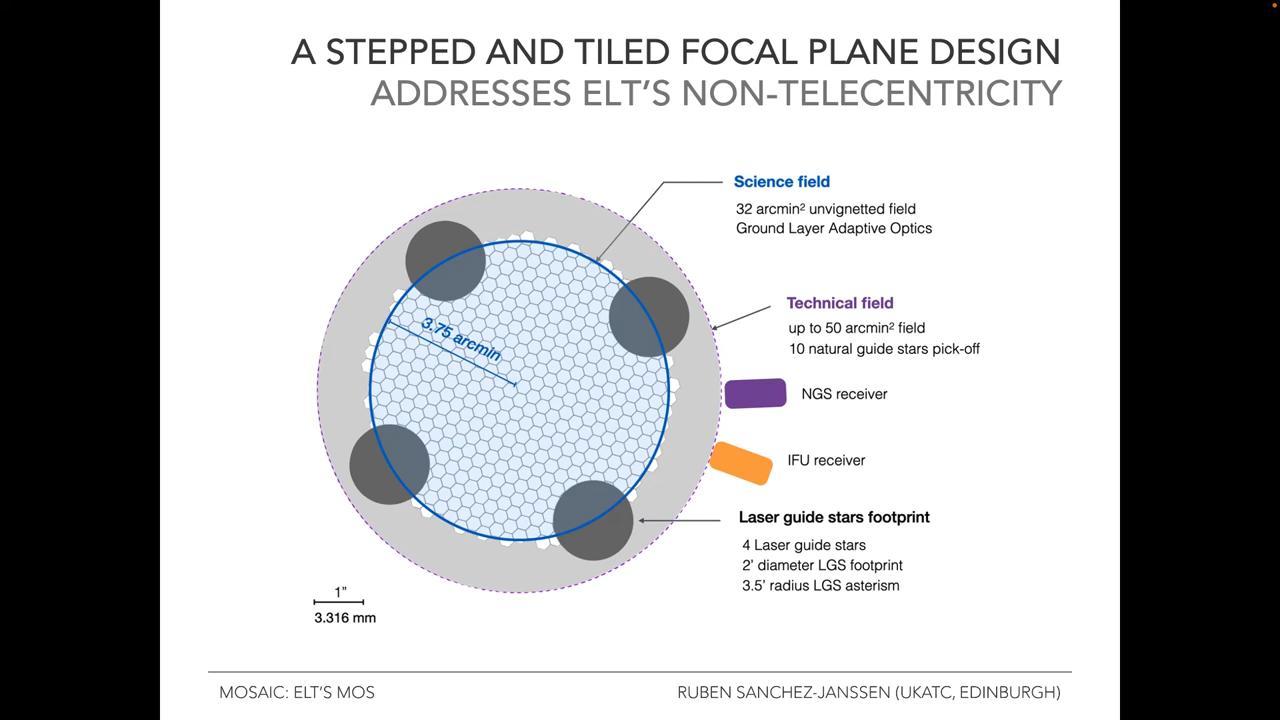 A STEPPED AND TILED FOCAL PLANE DESIGN
ADDRESSES ELT'S NON-TELECENTRICITY
Science field
32 arcmin² unvignetted field
Ground Layer Adaptive Optics
Technical field
up to 50 arcmin² field
10 natural guide stars pick-off
3.75 arcmin
NGS receiver
IFU receiver
Laser guide stars footprint
4 Laser guide stars
2' diameter LGS footprint
3.5' radius LGS asterism
1”
3.316 mm
MOSAIC: ELT'S MOS
RUBEN SANCHEZ-JANSSEN (UKATC, EDINBURGH)